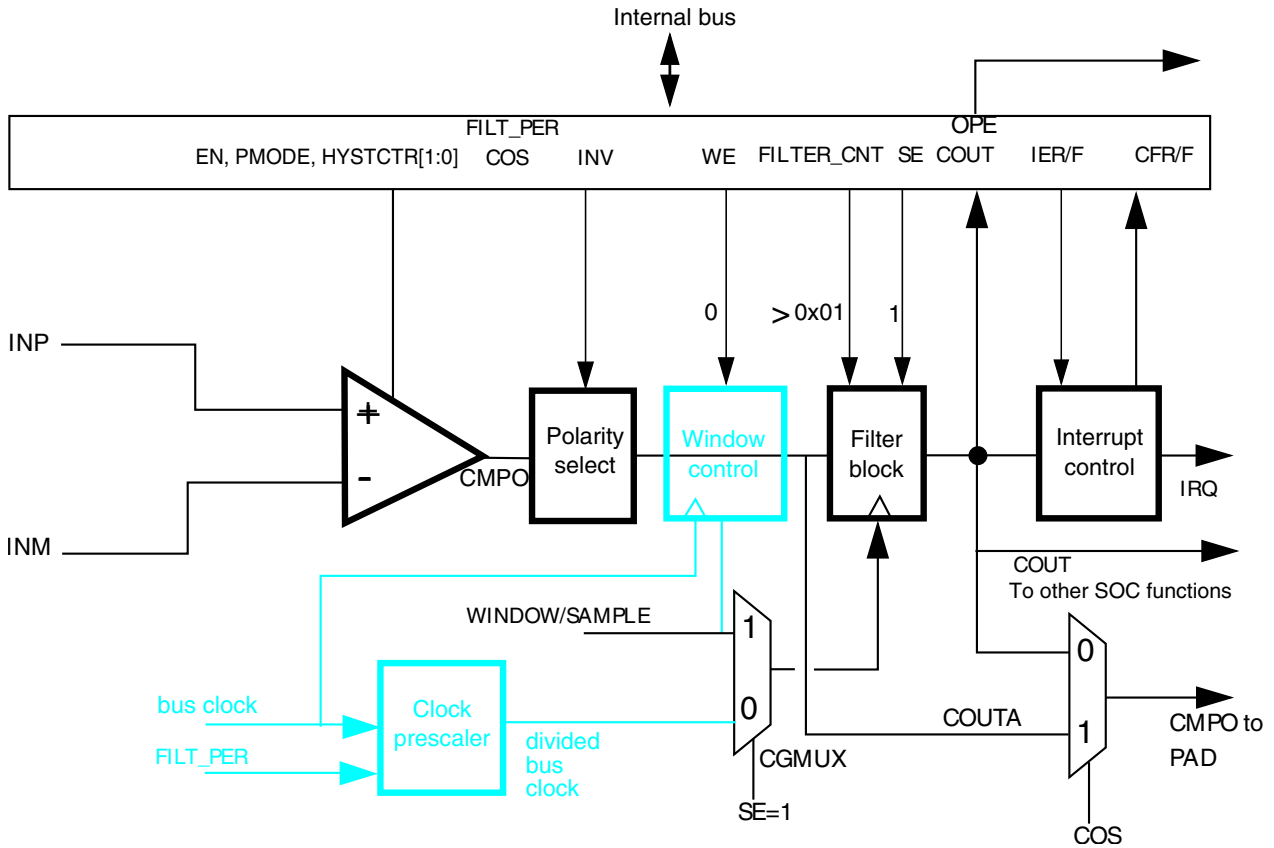 Internal bus
FILT_PER
OPE
EN, PMODE, HYSTCTR[1:0] COS INV WE FILTER_CNT SE COUT IER/F CFR/F
0 > 0x01 1
INP
+
-
CMPO
Polarity
select
Window
control
Filter
block
Interrupt
control
IRQ
INM
COUT
To other SOC functions
WINDOW/SAMPLE
1
0
CGMUX
SE=1
bus clock
FILT_PER
Clock
prescaler
divided
bus
clock
COUTA
0
1
CMPO to
PAD
COS